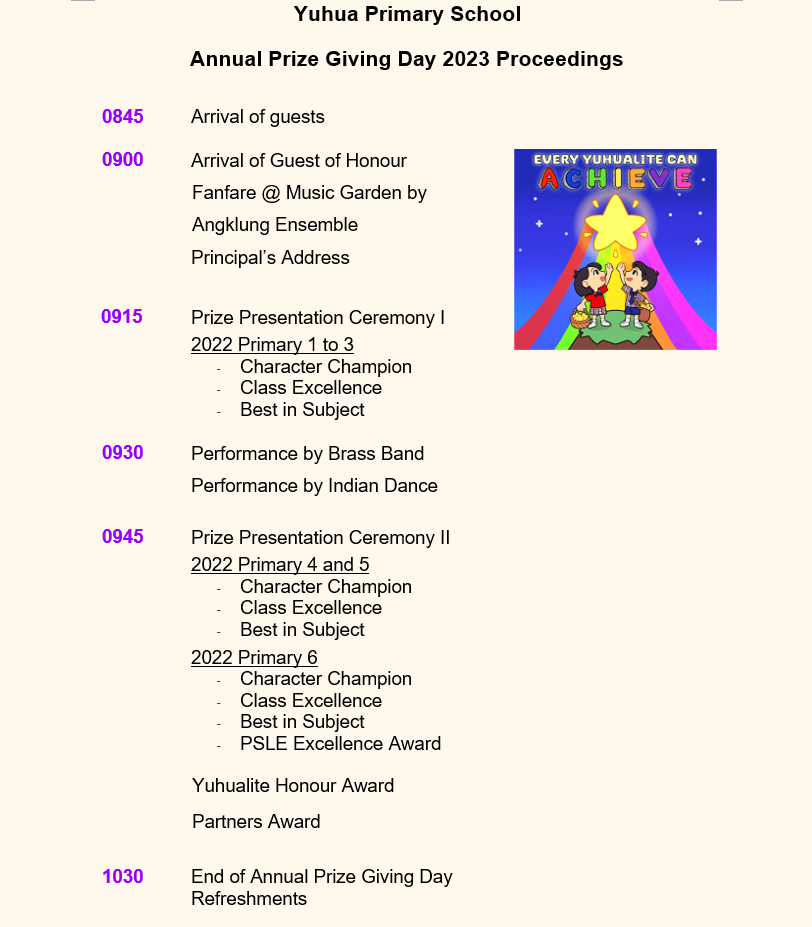 Yuhua Primary School
Annual Prize Giving Day 2023 Proceedings
0845 Arrival of guests
0900 Arrival of Guest of Honour
Fanfare @ Music Garden by
Angklung Ensemble
Principal’s Address
EVERY YUHUALITE CAN
ACHIEVE
0915 Prize Presentation Ceremony I
2022 Primary 1 to 3
- Character Champion
- Class Excellence
- Best in Subject
0930 Performance by Brass Band
Performance by Indian Dance
0945 Prize Presentation Ceremony II
2022 Primary 4 and 5
- Character Champion
- Class Excellence
- Best in Subject
2022 Primary 6
- Character Champion
- Class Excellence
- Best in Subject
- PSLE Excellence Award
Yuhualite Honour Award
Partners Award
1030 End of Annual Prize Giving Day
Refreshments